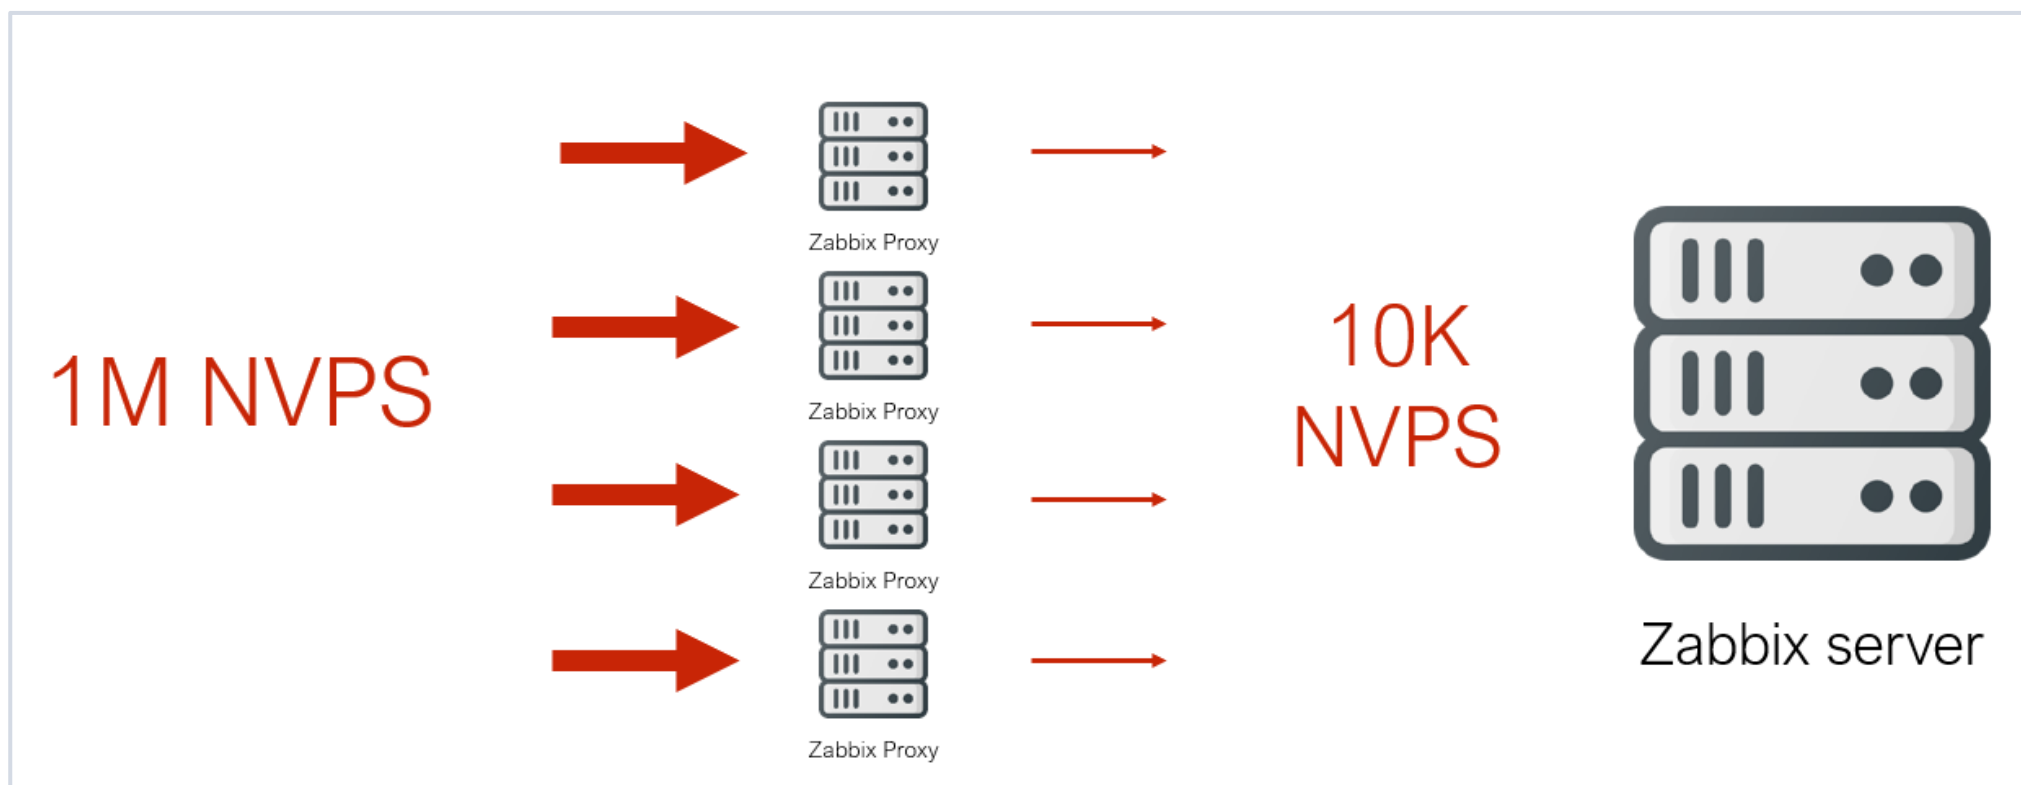 1M NVPS
Zabbix Proxy
Zabbix Proxy
Zabbix Proxy
Zabbix Proxy
10K
NVPS
Zabbix server